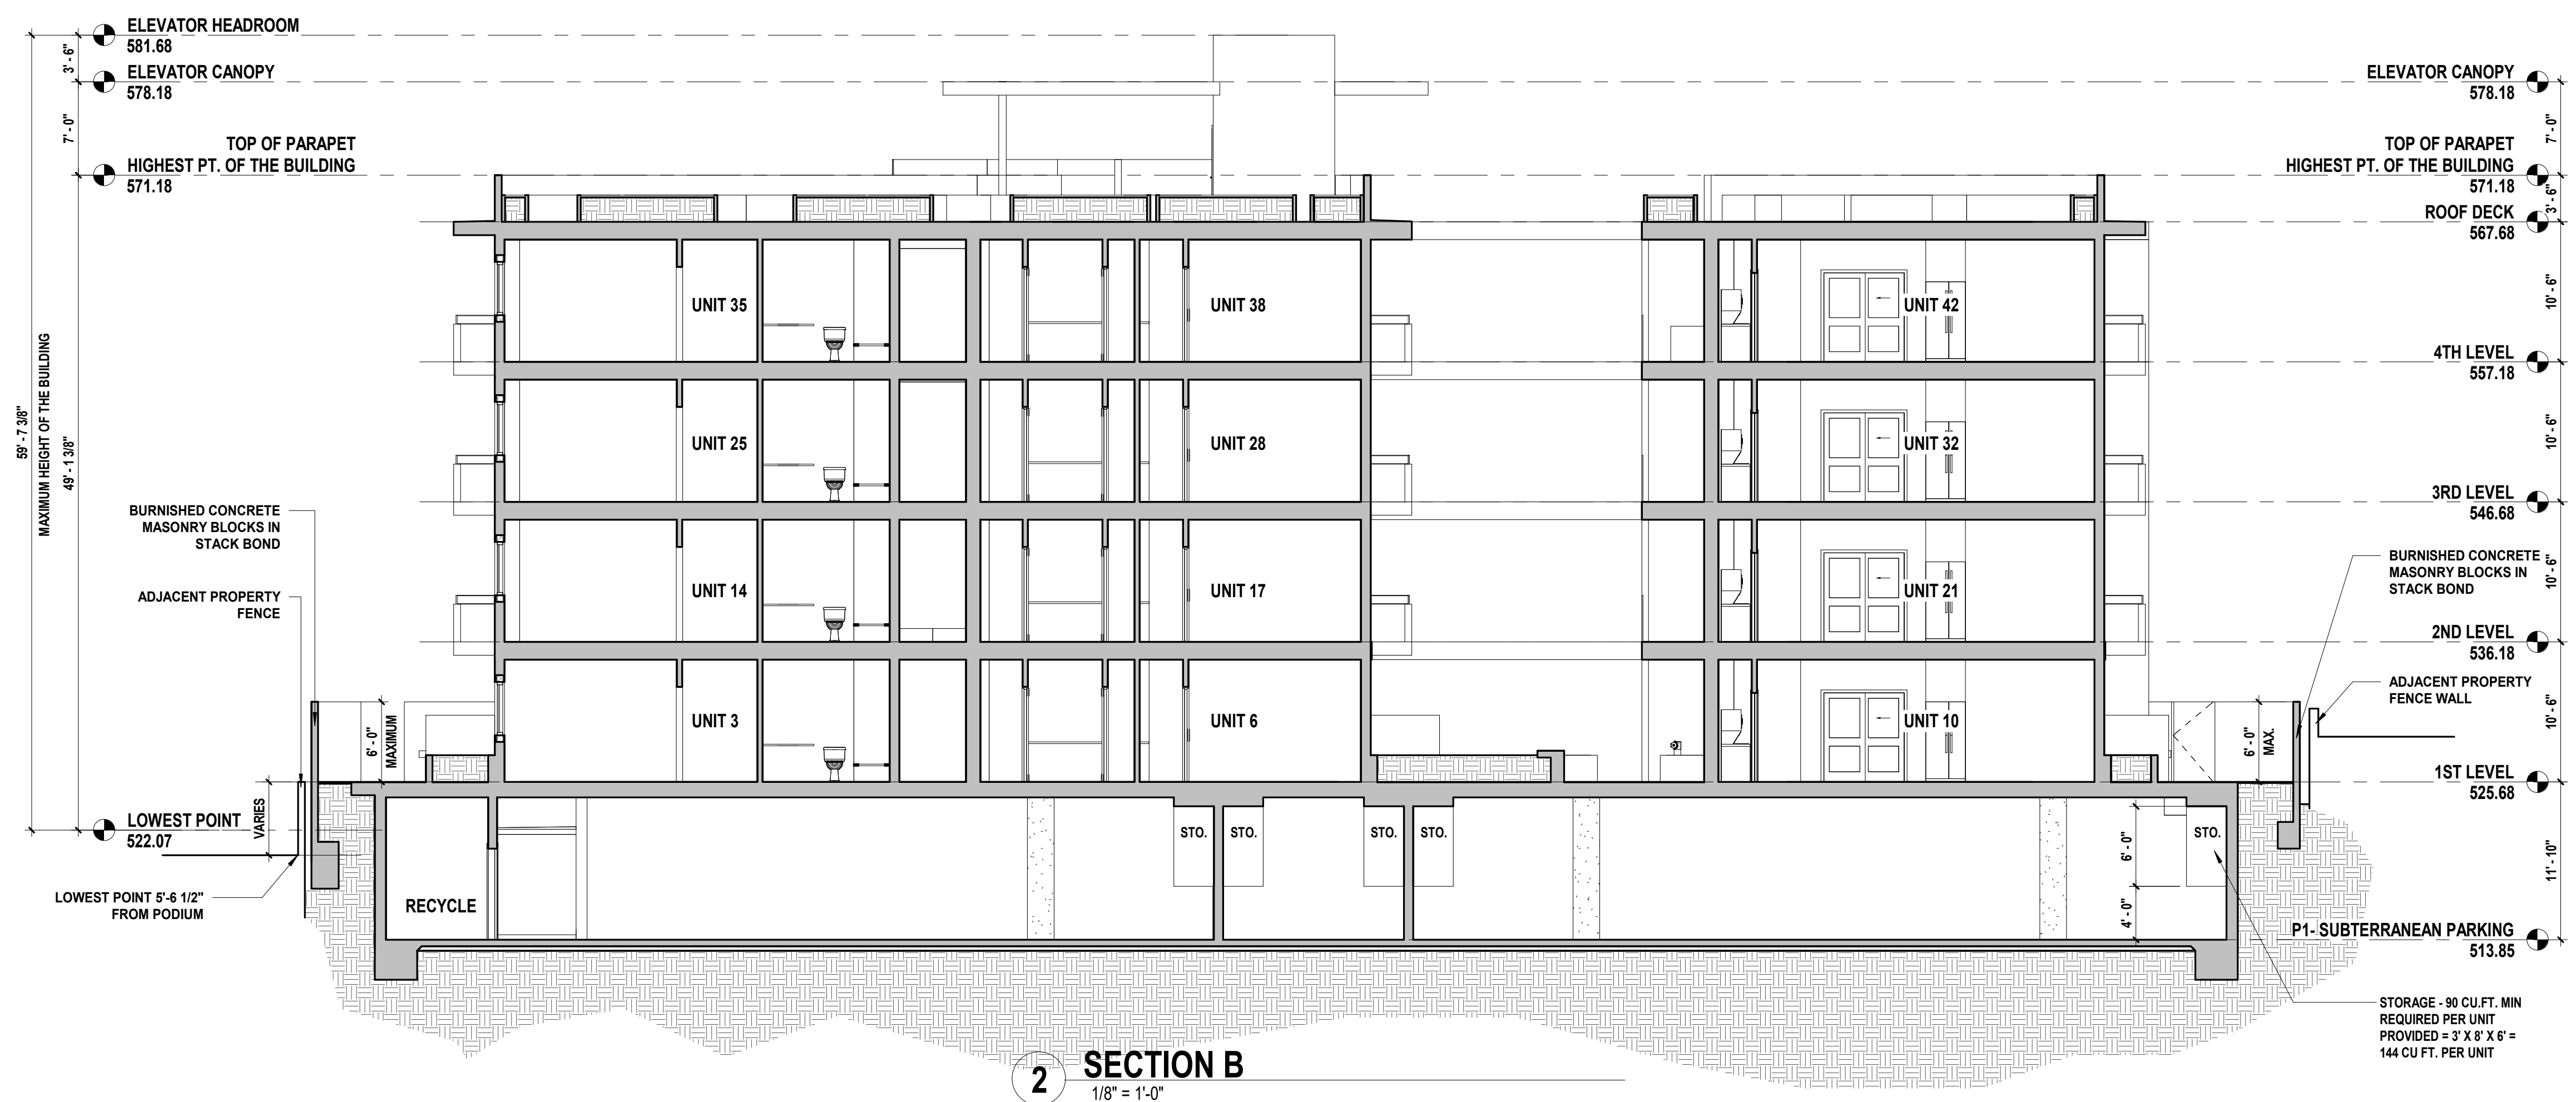 ELEVATOR HEADROOM
581.68
3' - 6"
ELEVATOR CANOPY
578.18
7' - 0"
TOP OF PARAPET
HIGHEST PT. OF THE BUILDING
571.18
59' - 7 3/8"
MAXIMUM HEIGHT OF THE BUILDING
49' - 1 3/8"
BURNISHED CONCRETE
MASONRY BLOCKS IN
STACK BOND
ADJACENT PROPERTY
FENCE
6' - 0"
MAXIMUM
VARIES
LOWEST POINT
522.07
LOWEST POINT 5'-6 1/2"
FROM PODIUM
UNIT 35
UNIT 38
UNIT 42
UNIT 25
UNIT 28
UNIT 32
UNIT 14
UNIT 17
UNIT 21
UNIT 3
UNIT 6
UNIT 10
STO.
STO.
STO.
STO.
STO.
RECYCLE
6' - 0"
4' - 0"
6' - 0"
MAX.
ELEVATOR CANOPY
578.18
7' - 0"
TOP OF PARAPET
HIGHEST PT. OF THE BUILDING
571.18
3' - 6"
ROOF DECK
567.68
10' - 6"
4TH LEVEL
557.18
10' - 6"
3RD LEVEL
546.68
BURNISHED CONCRETE
MASONRY BLOCKS IN
STACK BOND
10' - 6"
2ND LEVEL
536.18
ADJACENT PROPERTY
FENCE WALL
10' - 6"
1ST LEVEL
525.68
11' - 10"
P1- SUBTERRANEAN PARKING
513.85
STORAGE - 90 CU.FT. MIN
REQUIRED PER UNIT
PROVIDED = 3' X 8' X 6' =
144 CU FT. PER UNIT
2
SECTION B
1/8" = 1'-0"